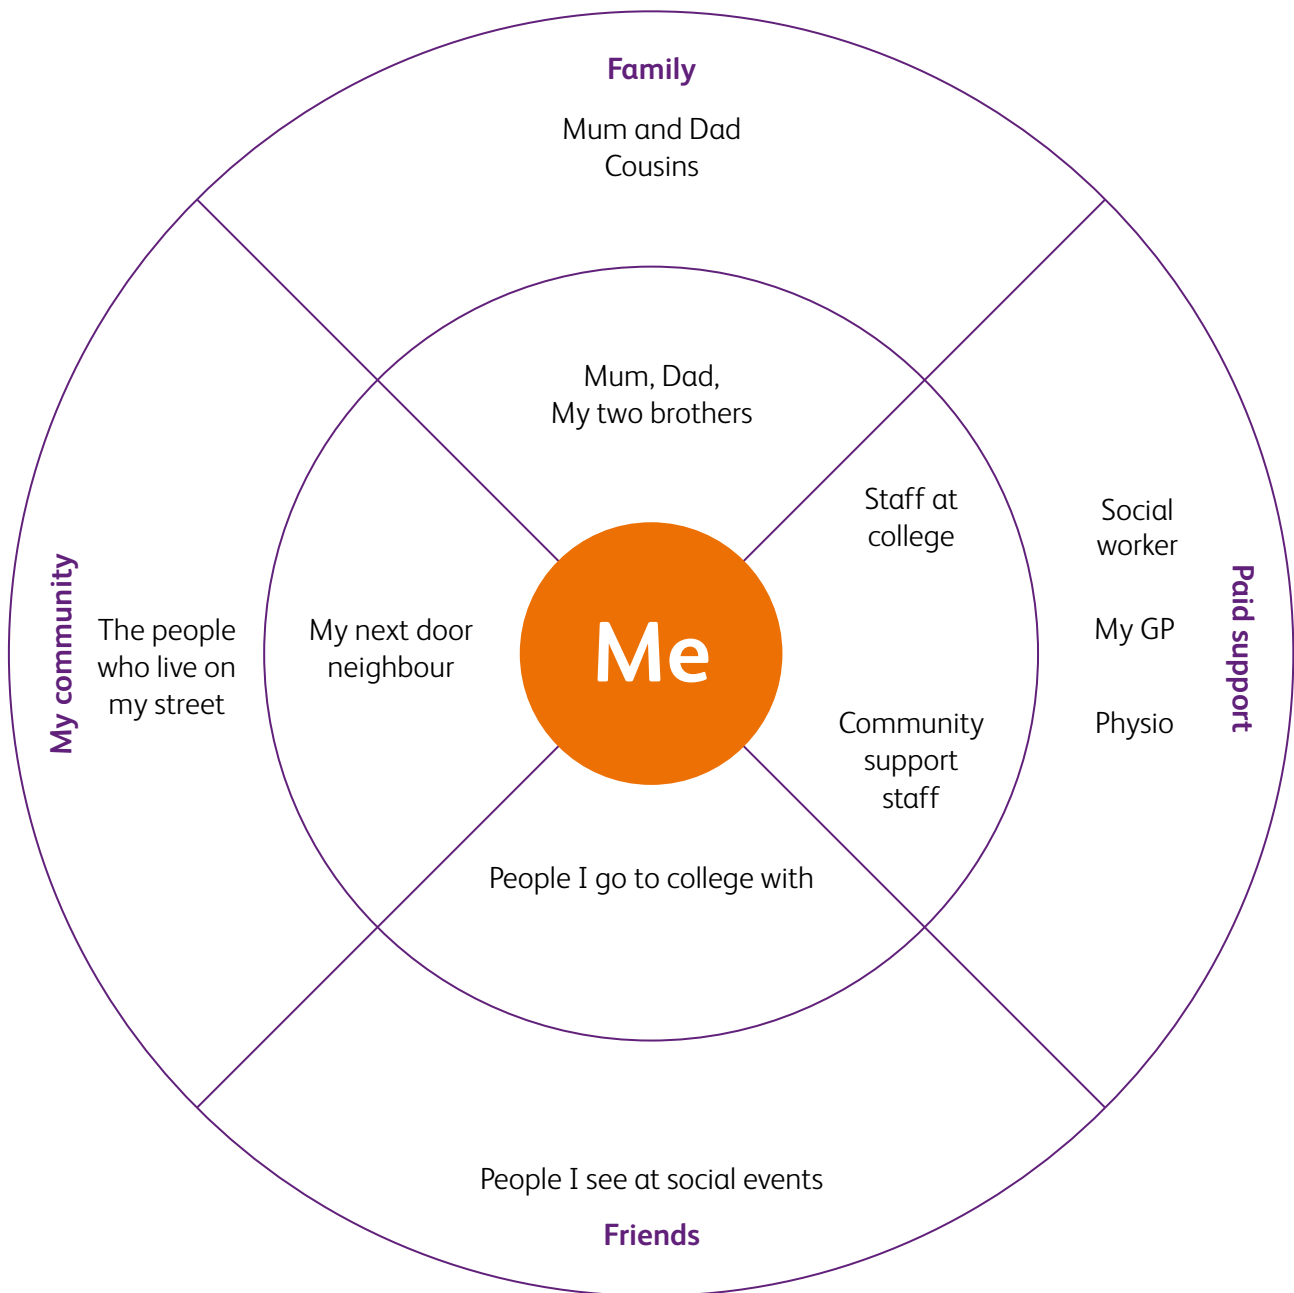 Family
Mum and Dad
Cousins
Mum, Dad,
My two brothers
Staff at
college
Social
worker
My community
The people
who live on
my street
My next door
neighbour
Me
My GP
Paid support
Community
support
staff
Physio
People I go to college with
People I see at social events
Friends